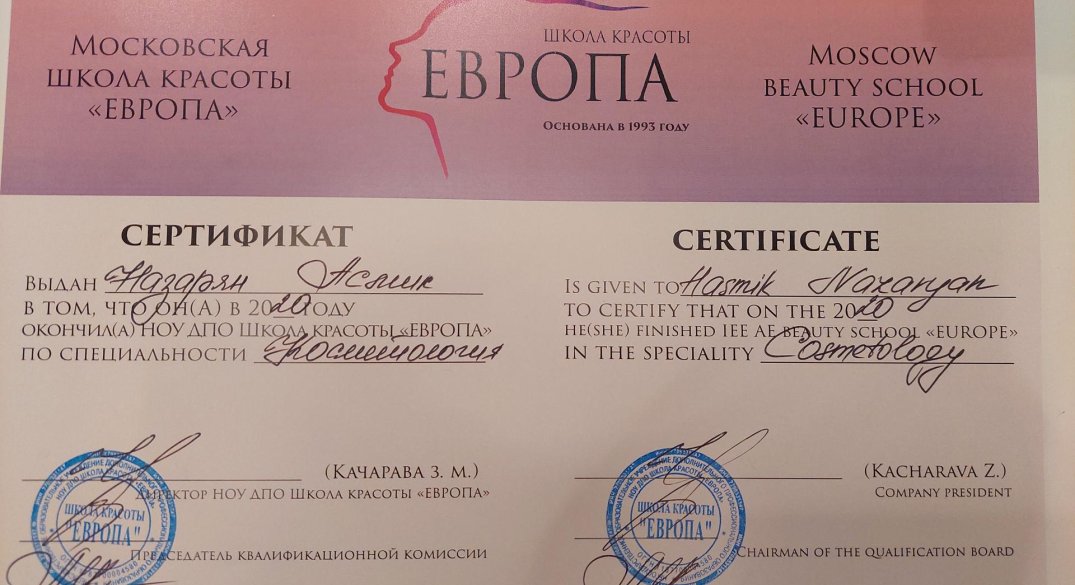 Московская
школа красоты
«ЕВРОПА»
школа красоты
ЕВРОПА
Основана в 1993 году
Moscow
beauty school
«EUROPE»
СЕРТИФИКАТ
Выдан Назарян Асмик
в том, что он(а) в 2020 году
окончил(а) НОУ ДПО Школа красоты «ЕВРОПА»
по специальности Косметология
CERTIFICATE
Is given to Hasmik Nazaryan
to certify that on the 2020
he(she) finished IEE AE beauty school «EUROPE»
in the speciality Cosmetology
(Качарава З. М.)
Директор НОУ ДПО Школа красоты «ЕВРОПА»
Председатель квалификационной комиссии
(Kacharava Z.)
Company president
Chairman of the qualification board
ШКОЛА КРАСОТЫ
"ЕВРОПА"
ШКОЛА КРАСОТЫ
"ЕВРОПА"